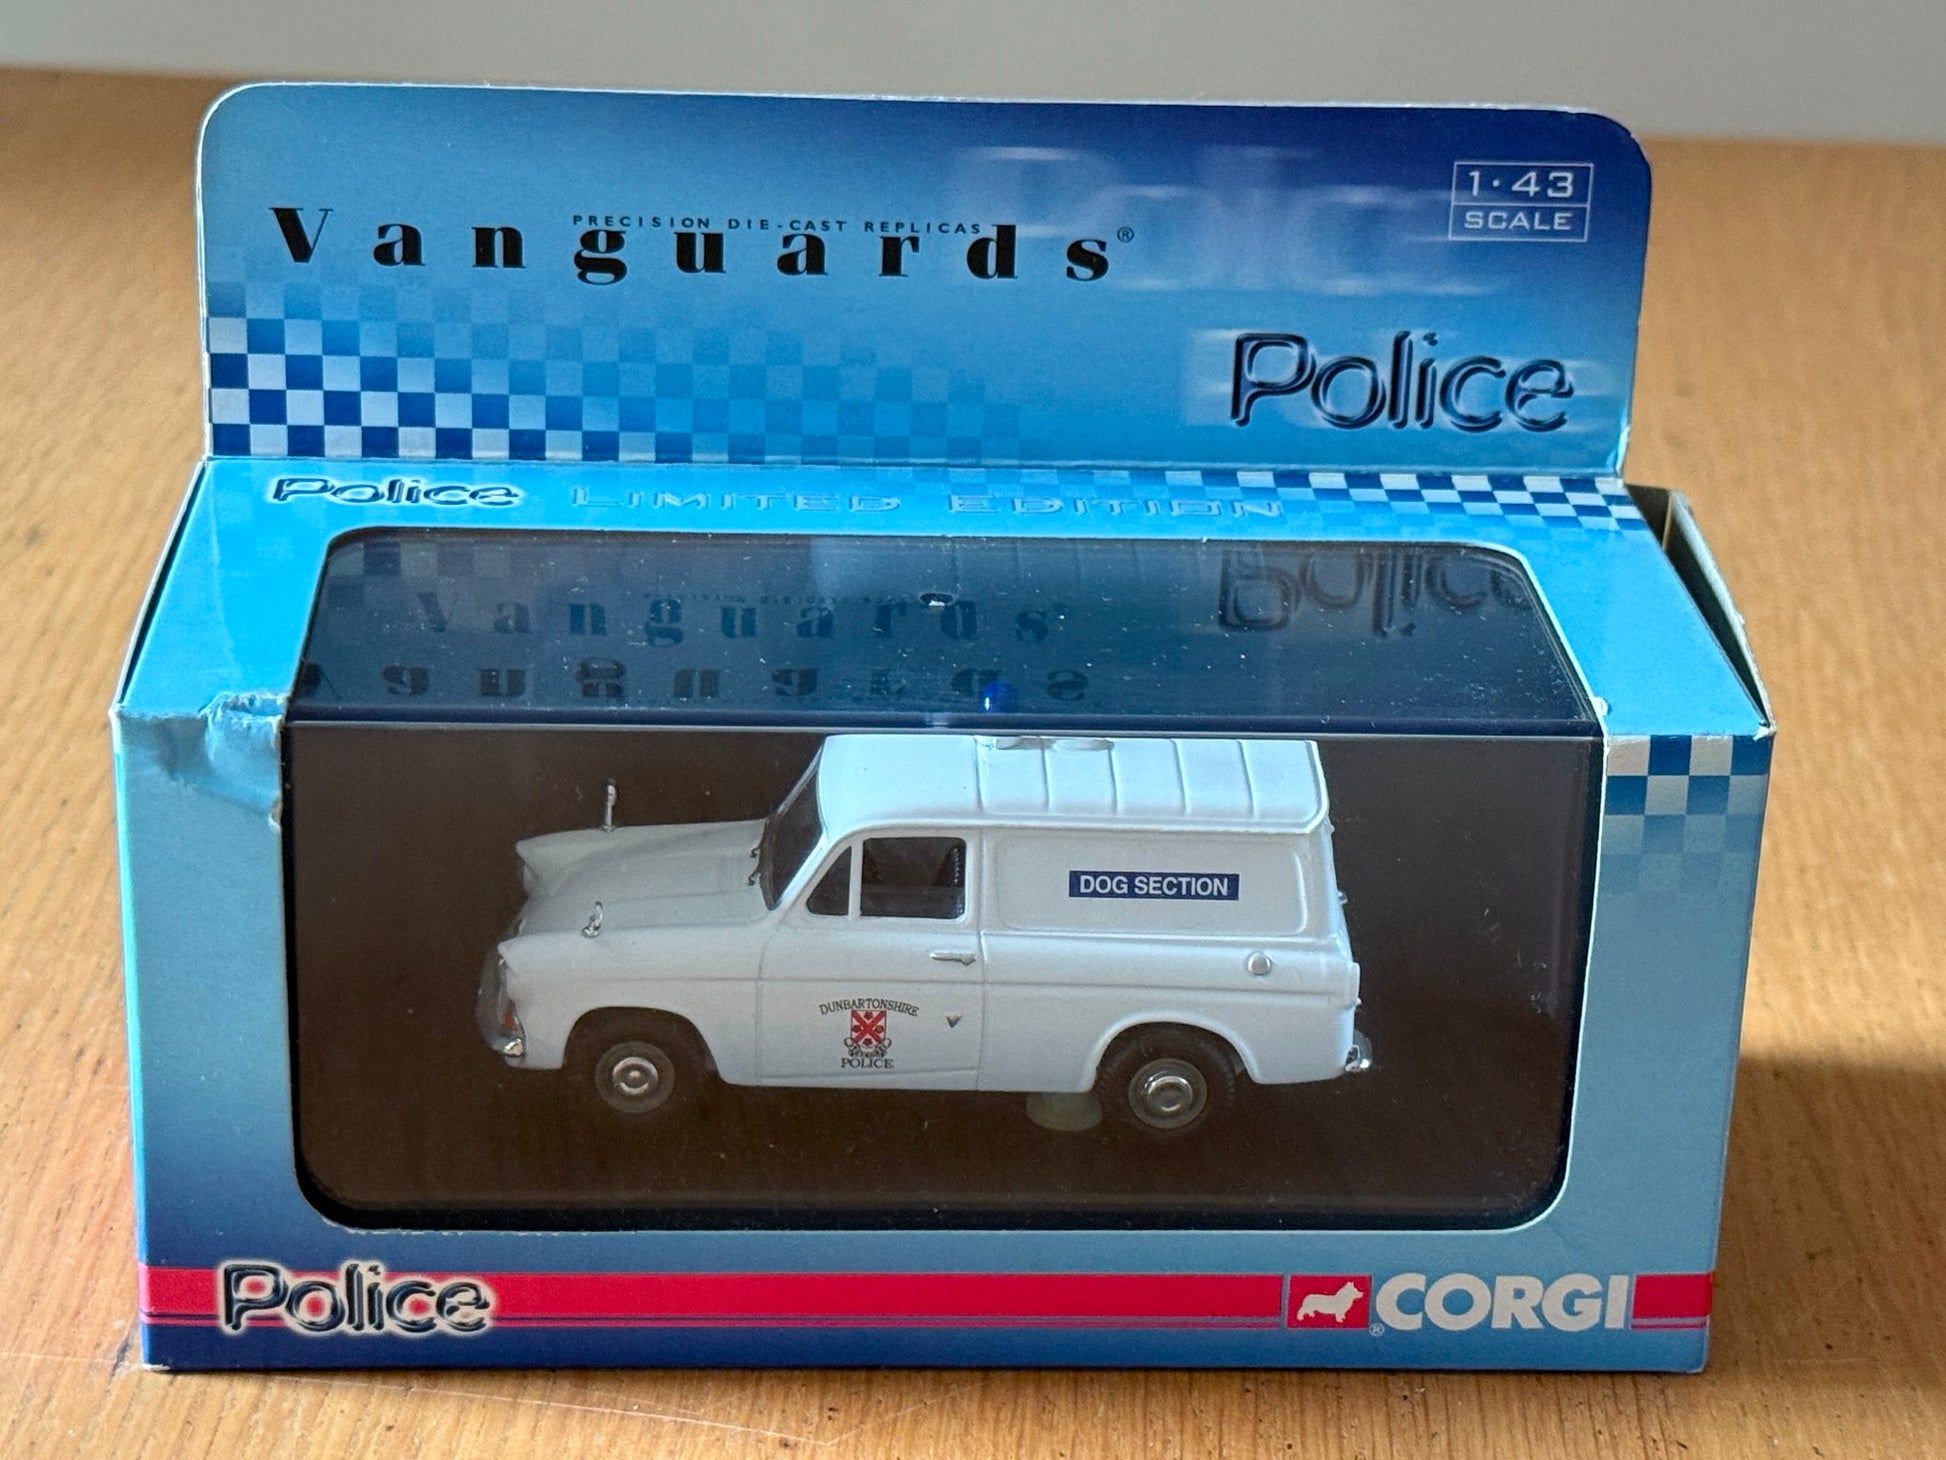 PRECISION DIE-CAST REPLICAS
Vanguards®
1·43
SCALE
Police
Police LIMITED EDITION
DOG SECTION
DUNBARTONSHIRE
POLICE
Police
®CORGI